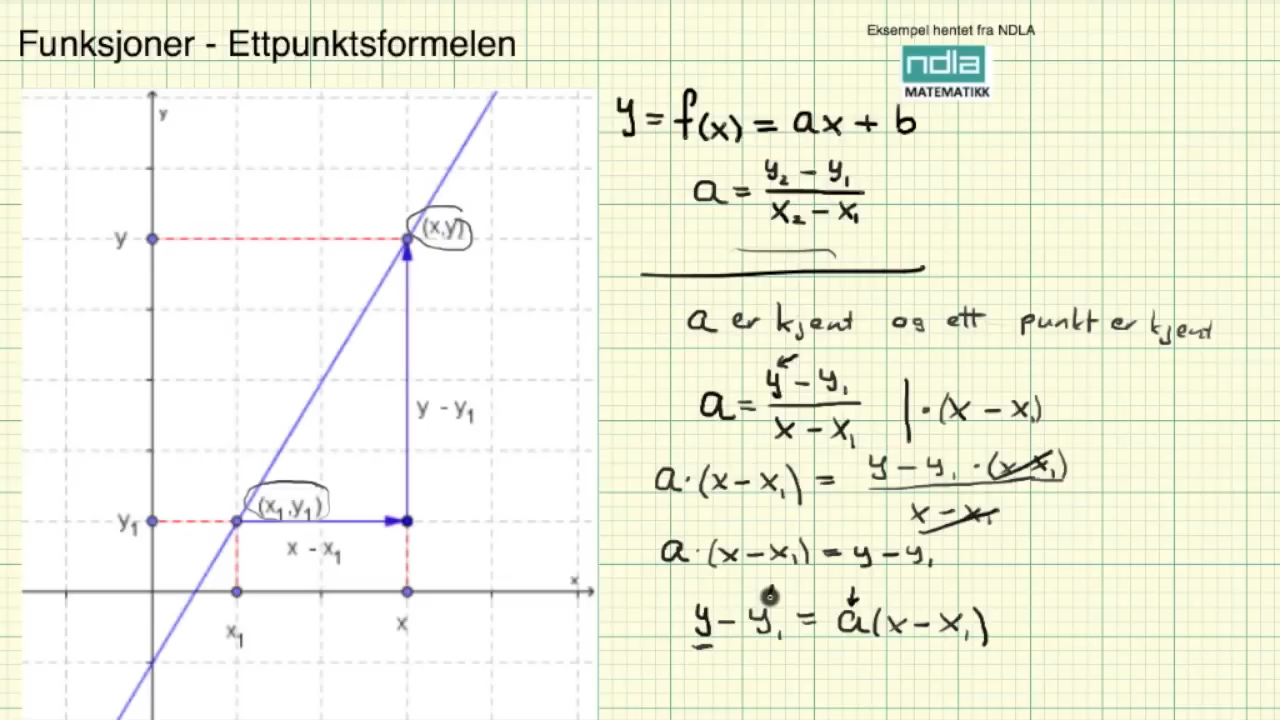 Funksjoner - Ettpunktsformelen
Eksempel hentet fra NDLA
ndla
MATEMATIKK
y
(x,y)
y
y - y₁
(x₁,y₁)
y₁
x - x₁
x
x₁
x
y = f(x) = ax + b
a = (y₂ - y₁) / (x₂ - x₁)
a er kjent og ett punkt er kjent
a = (y - y₁) / (x - x₁) | · (x - x₁)
a · (x - x₁) = (y - y₁ · (x - x₁)) / (x - x₁)
a · (x - x₁) = y - y₁
y - y₁ = a(x - x₁)